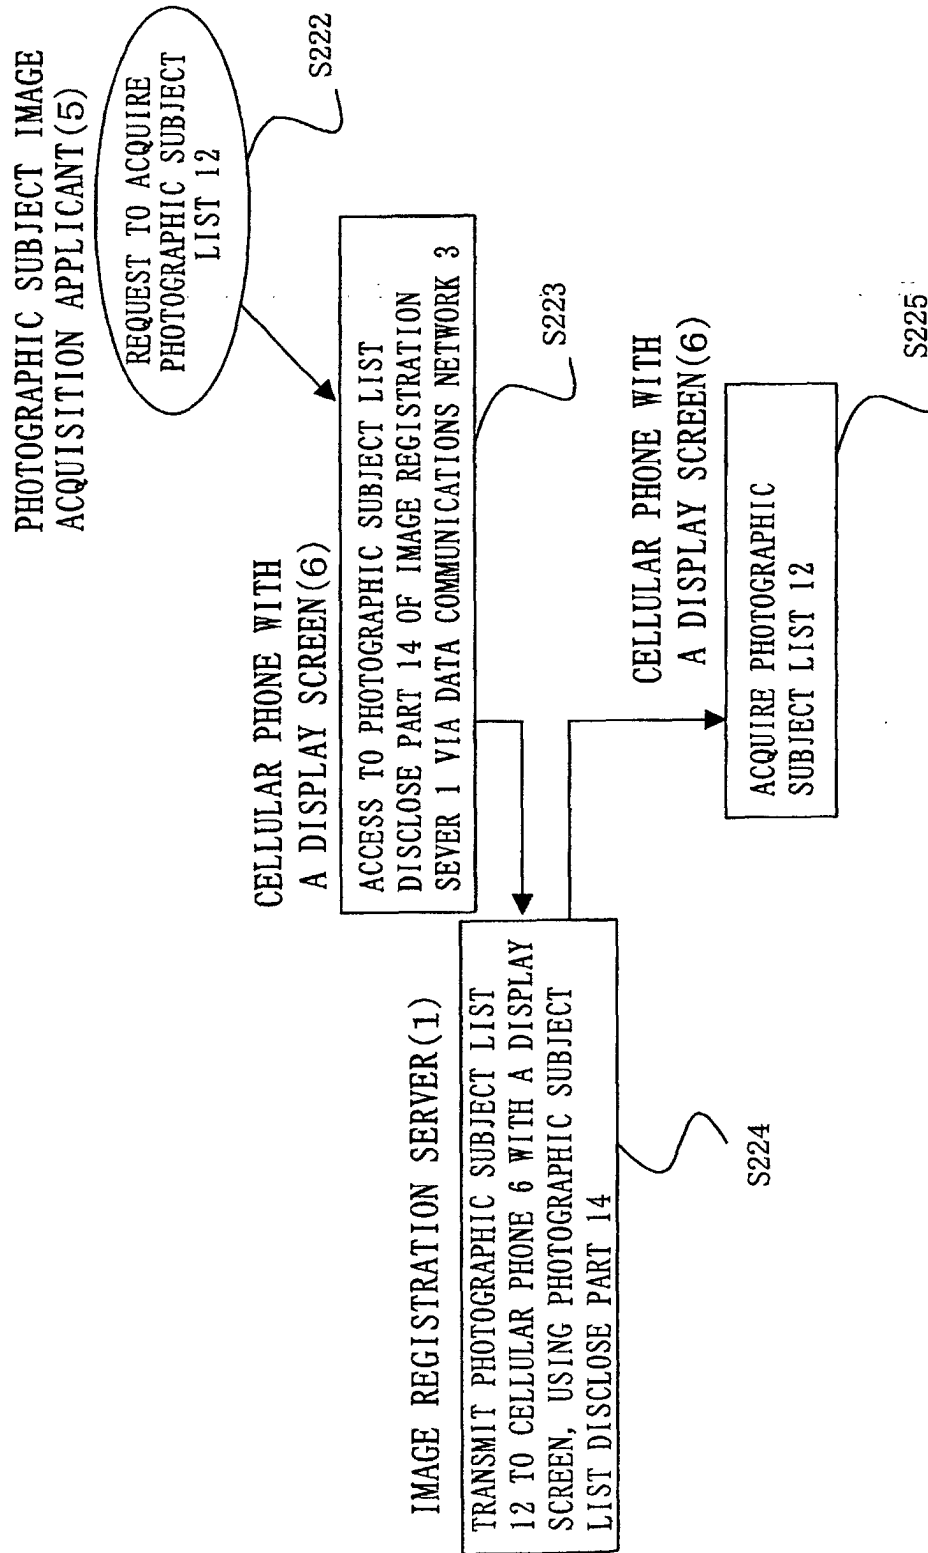 PHOTOGRAPHIC SUBJECT IMAGE
ACQUISITION APPLICANT(5)
REQUEST TO ACQUIRE
PHOTOGRAPHIC SUBJECT
LIST 12
S222
CELLULAR PHONE WITH
A DISPLAY SCREEN(6)
ACCESS TO PHOTOGRAPHIC SUBJECT LIST
DISCLOSE PART 14 OF IMAGE REGISTRATION
SEVER 1 VIA DATA COMMUNICATIONS NETWORK 3
S223
IMAGE REGISTRATION SERVER(1)
TRANSMIT PHOTOGRAPHIC SUBJECT LIST
12 TO CELLULAR PHONE 6 WITH A DISPLAY
SCREEN, USING PHOTOGRAPHIC SUBJECT
LIST DISCLOSE PART 14
S224
CELLULAR PHONE WITH
A DISPLAY SCREEN(6)
ACQUIRE PHOTOGRAPHIC
SUBJECT LIST 12
S225